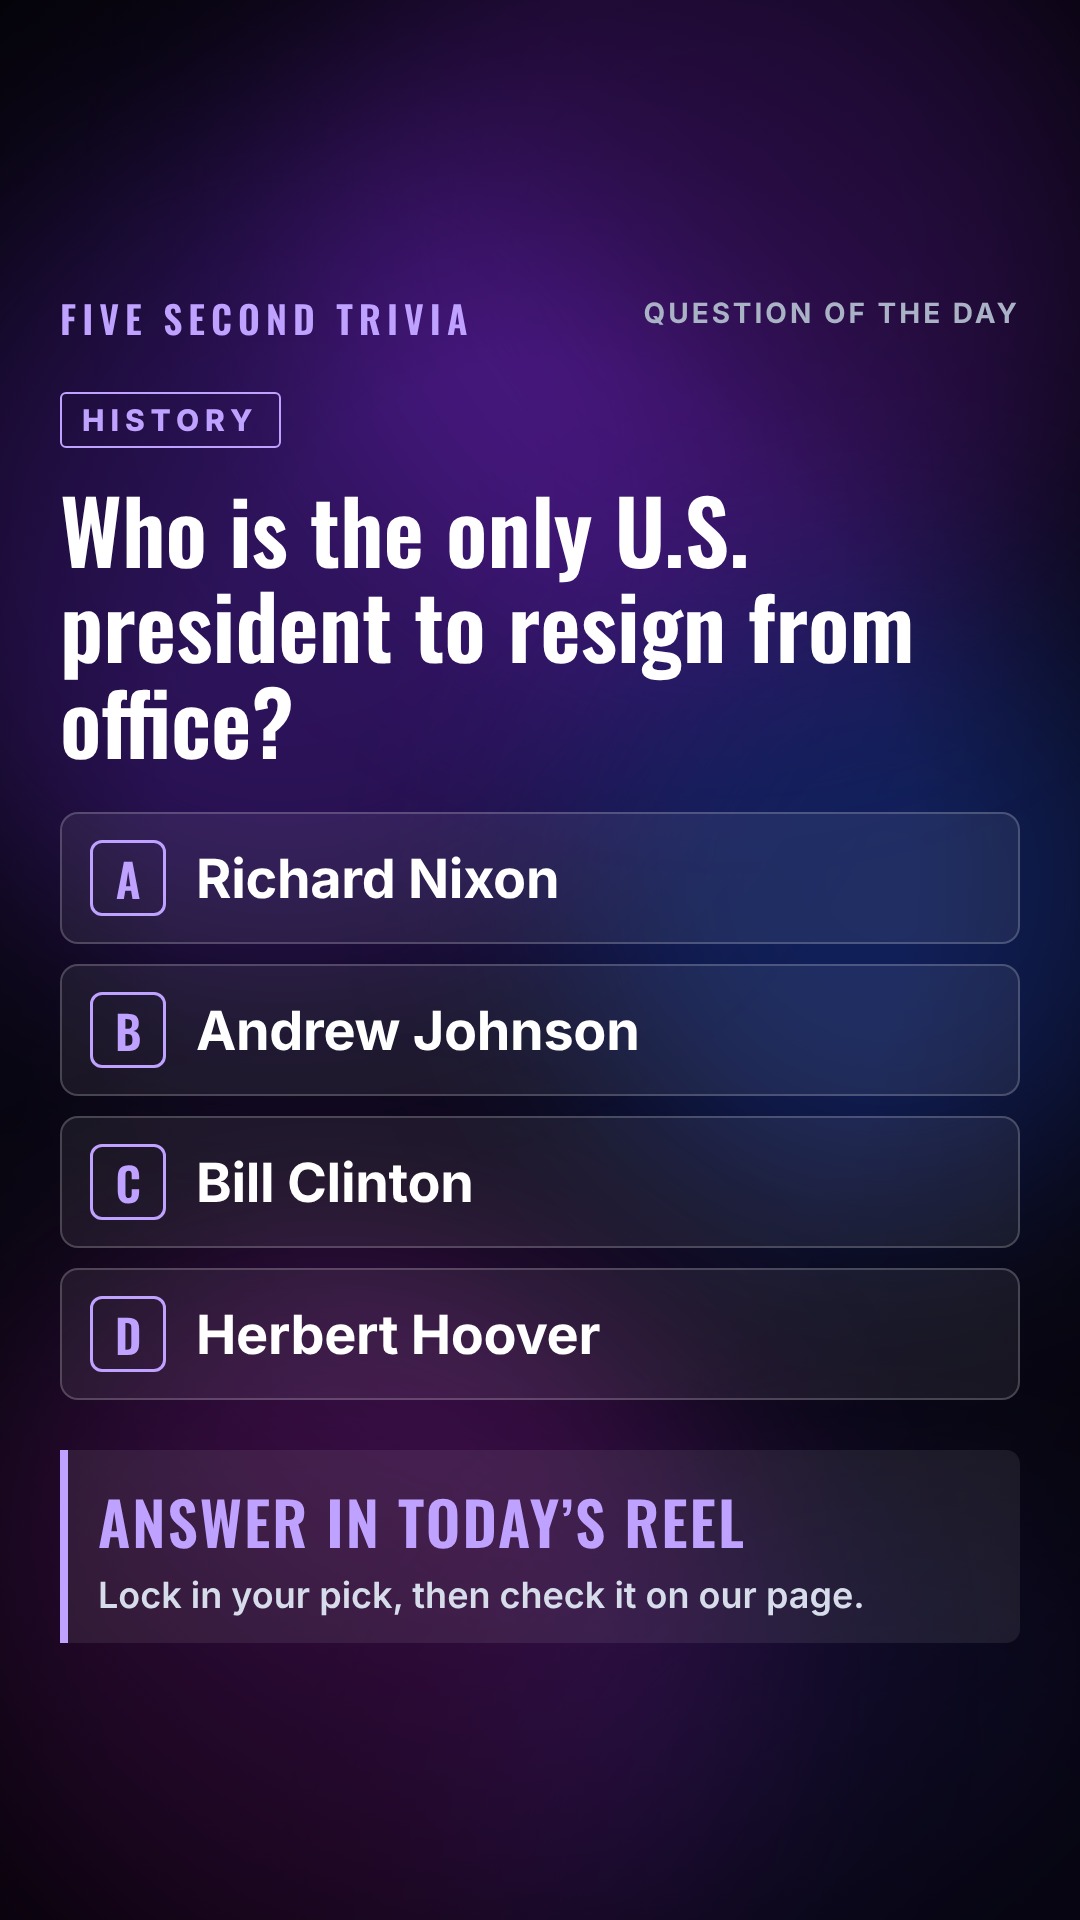 FIVE SECOND TRIVIA
QUESTION OF THE DAY
HISTORY
Who is the only U.S.
president to resign from
office?
A Richard Nixon
B Andrew Johnson
C Bill Clinton
D Herbert Hoover
ANSWER IN TODAY’S REEL
Lock in your pick, then check it on our page.